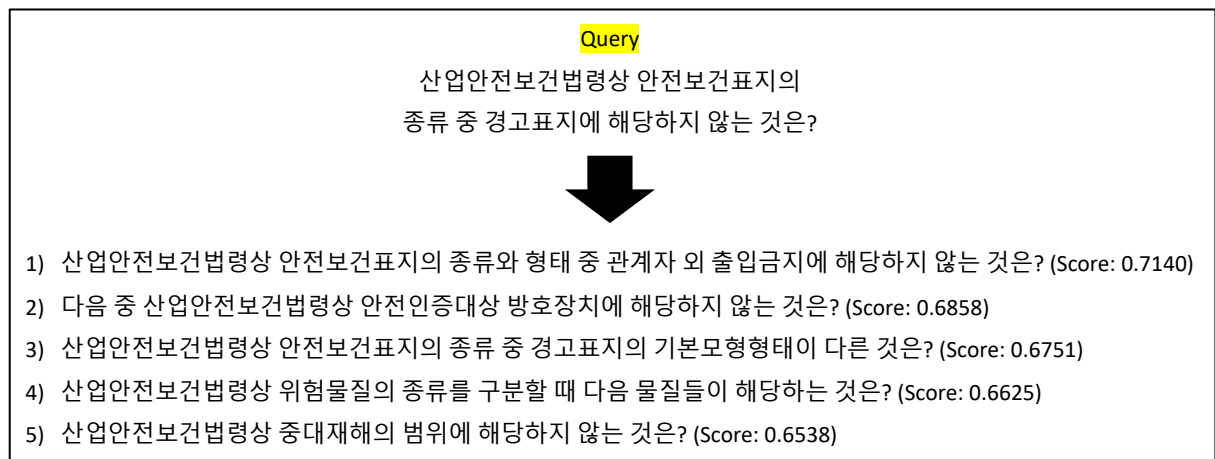 Query
산업안전보건법령상 안전보건표지의
종류 중 경고표지에 해당하지 않는 것은?
1) 산업안전보건법령상 안전보건표지의 종류와 형태 중 관계자 외 출입금지에 해당하지 않는 것은? (Score: 0.7140)
2) 다음 중 산업안전보건법령상 안전인증대상 방호장치에 해당하지 않는 것은? (Score: 0.6858)
3) 산업안전보건법령상 안전보건표지의 종류 중 경고표지의 기본모형형태이 다른 것은? (Score: 0.6751)
4) 산업안전보건법령상 위험물질의 종류를 구분할 때 다음 물질들이 해당하는 것은? (Score: 0.6625)
5) 산업안전보건법령상 중대재해의 범위에 해당하지 않는 것은? (Score: 0.6538)